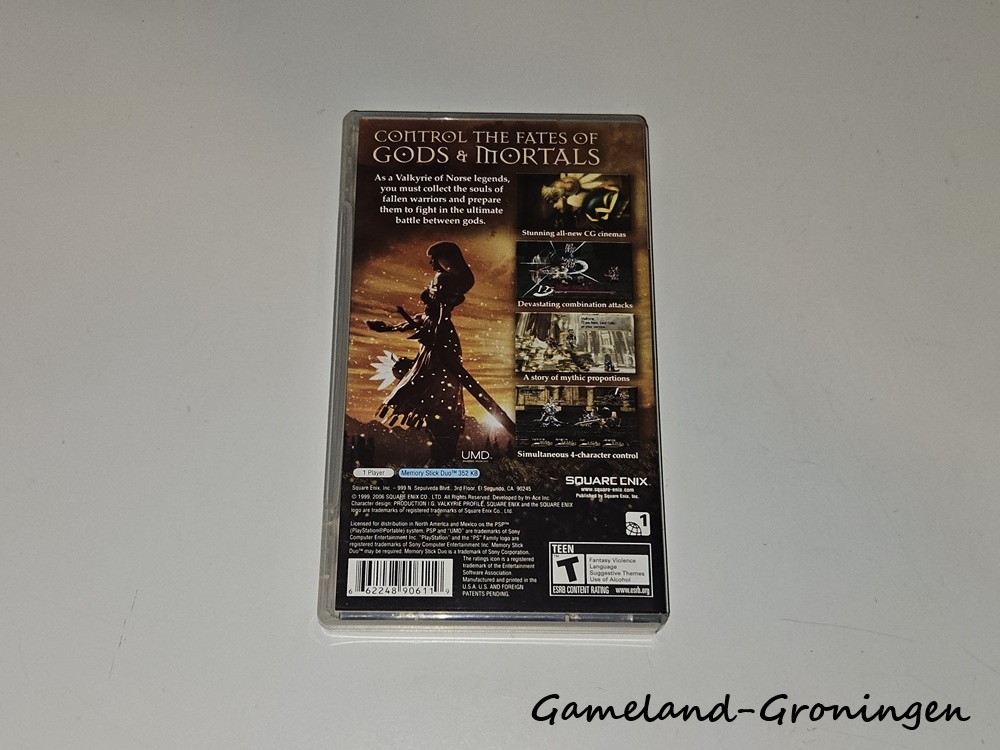 CONTROL THE FATES OF
GODS & MORTALS
As a Valkyrie of Norse legends,
you must collect the souls of
fallen warriors and prepare
them to fight in the ultimate
battle between gods.
Stunning all-new CG cinemas
Devastating combination attacks
A story of mythic proportions
Simultaneous 4-character control
UMD
1 Player
Memory Stick Duo™ 352 KB
SQUARE ENIX
www.square-enix.com
Published by Square Enix, Inc.
Square Enix, Inc. - 999 N. Sepulveda Blvd., 3rd Floor, El Segundo, CA 90245
© 1999, 2006 SQUARE ENIX CO., LTD. All Rights Reserved. Developed by tri-Ace Inc.
Character design: PRODUCTION I.G. VALKYRIE PROFILE, SQUARE ENIX and the SQUARE ENIX
logo are trademarks or registered trademarks of Square Enix Co., Ltd.
Licensed for distribution in North America and Mexico on the PSP™
(PlayStation®Portable) system. PSP and "UMD" are trademarks of Sony
Computer Entertainment Inc. "PlayStation" and the "PS" Family logo are
registered trademarks of Sony Computer Entertainment Inc. Memory Stick
Duo™ may be required. Memory Stick Duo is a trademark of Sony Corporation.
The ratings icon is a registered
trademark of the Entertainment
Software Association.
Manufactured and printed in the
U.S.A. U.S. AND FOREIGN
PATENTS PENDING.
6 62248 90611 9
1
TEEN
T
Fantasy Violence
Language
Suggestive Themes
Use of Alcohol
ESRB CONTENT RATING www.esrb.org
Gameland-Groningen